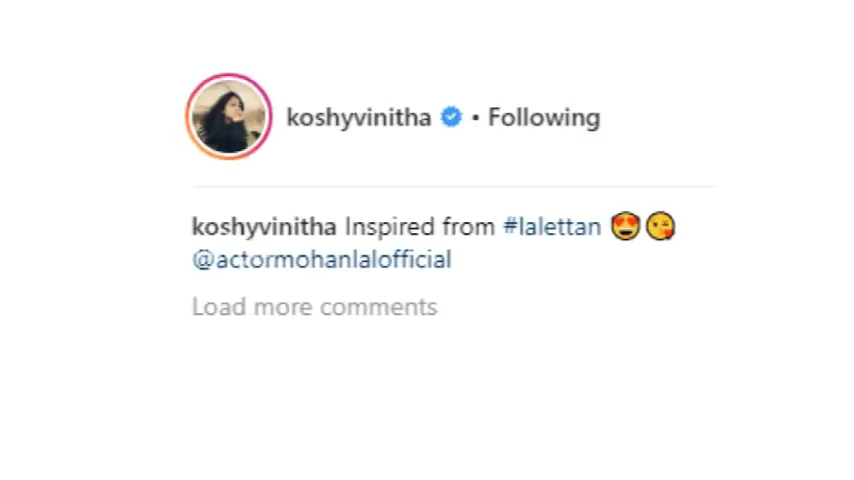 koshyvinitha • Following
koshyvinitha Inspired from #lalettan 😍😘
@actormohanlalofficial
Load more comments